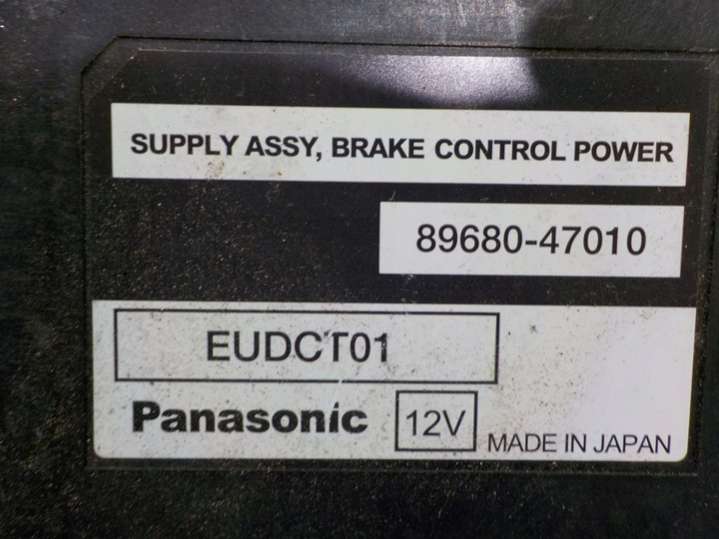 SUPPLY ASSY, BRAKE CONTROL POWER
89680-47010
EUDCT01
Panasonic 12V MADE IN JAPAN